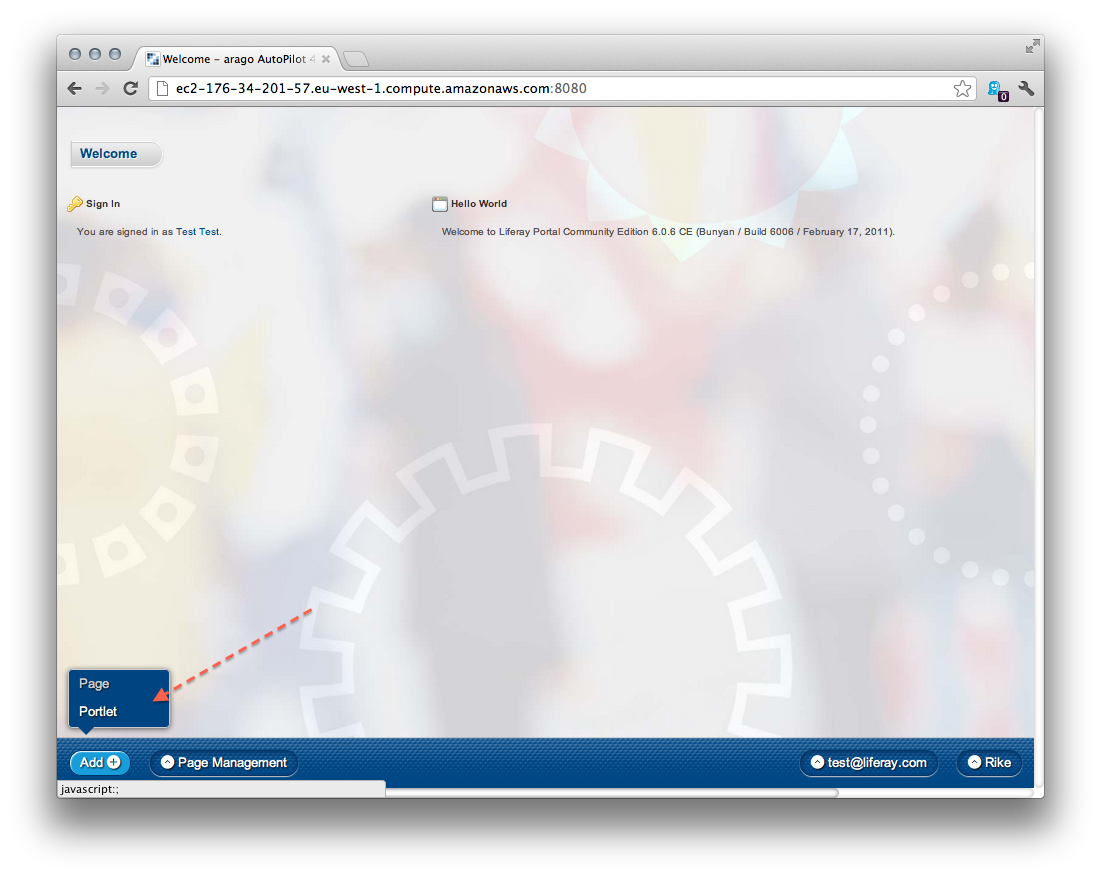 Welcome – arago AutoPilot 4
ec2-176-34-201-57.eu-west-1.compute.amazonaws.com:8080
0
Welcome
Sign In
Hello World
You are signed in as Test Test.
Welcome to Liferay Portal Community Edition 6.0.6 CE (Bunyan / Build 6006 / February 17, 2011).
Page
Portlet
Add
Page Management
test@liferay.com
Rike
javascript:;